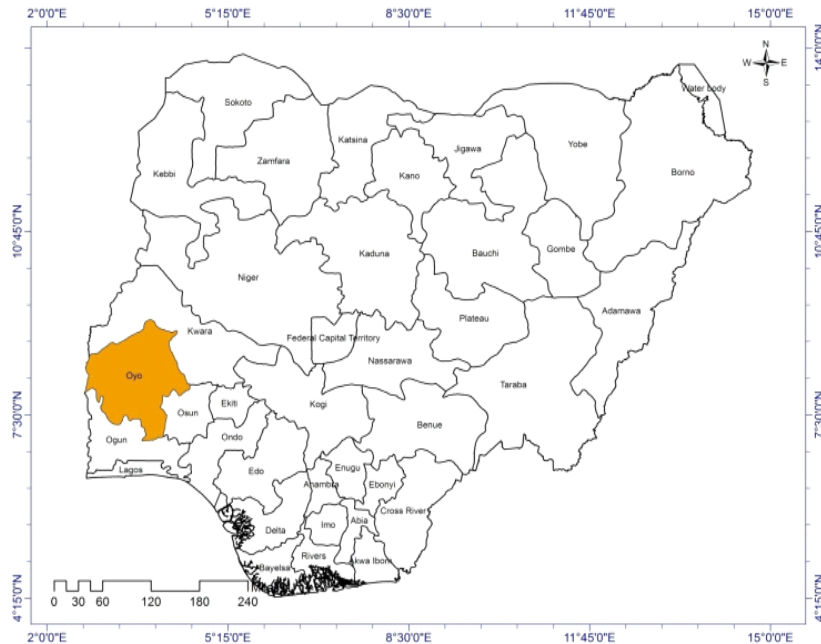 2°0'0"E 5°15'0"E 8°30'0"E 11°45'0"E 15°0'0"E
14°0'0"N
N
W E
S
Water body
Sokoto
Katsina
Jigawa
Yobe
Zamfara
Kebbi
Kano
Borno
10°45'0"N 10°45'0"N
Gombe
Kaduna
Bauchi
Niger
Adamawa
Plateau
Kwara
Federal Capital Territory
Nassarawa
Oyo
Taraba
Ekiti
Kogi
Osun
7°30'0"N 7°30'0"N
Benue
Ogun
Ondo
Lagos
Edo
Enugu
Anambra
Ebonyi
Cross River
Abia
Imo
Delta
Rivers
Akwa Ibom
Bayelsa
4°15'0"N 4°15'0"N
0 30 60 120 180 240
2°0'0"E 5°15'0"E 8°30'0"E 11°45'0"E 15°0'0"E